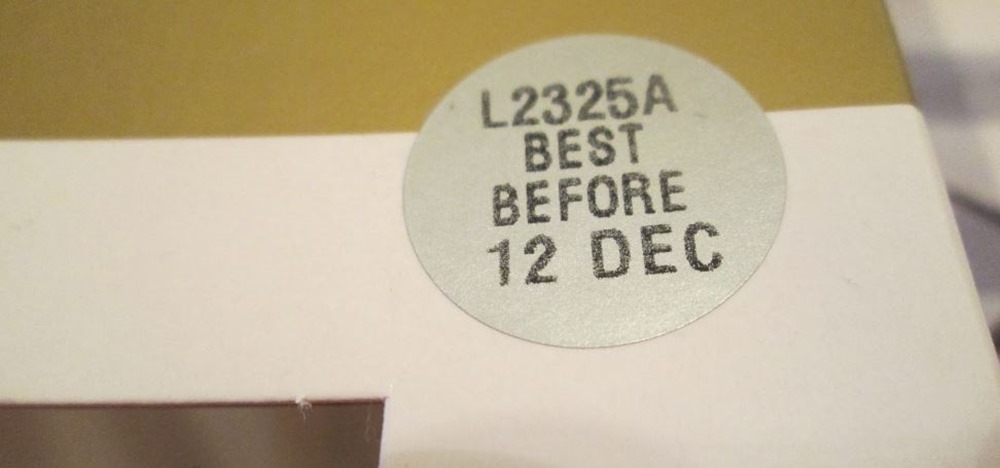 L2325A
BEST
BEFORE
12 DEC